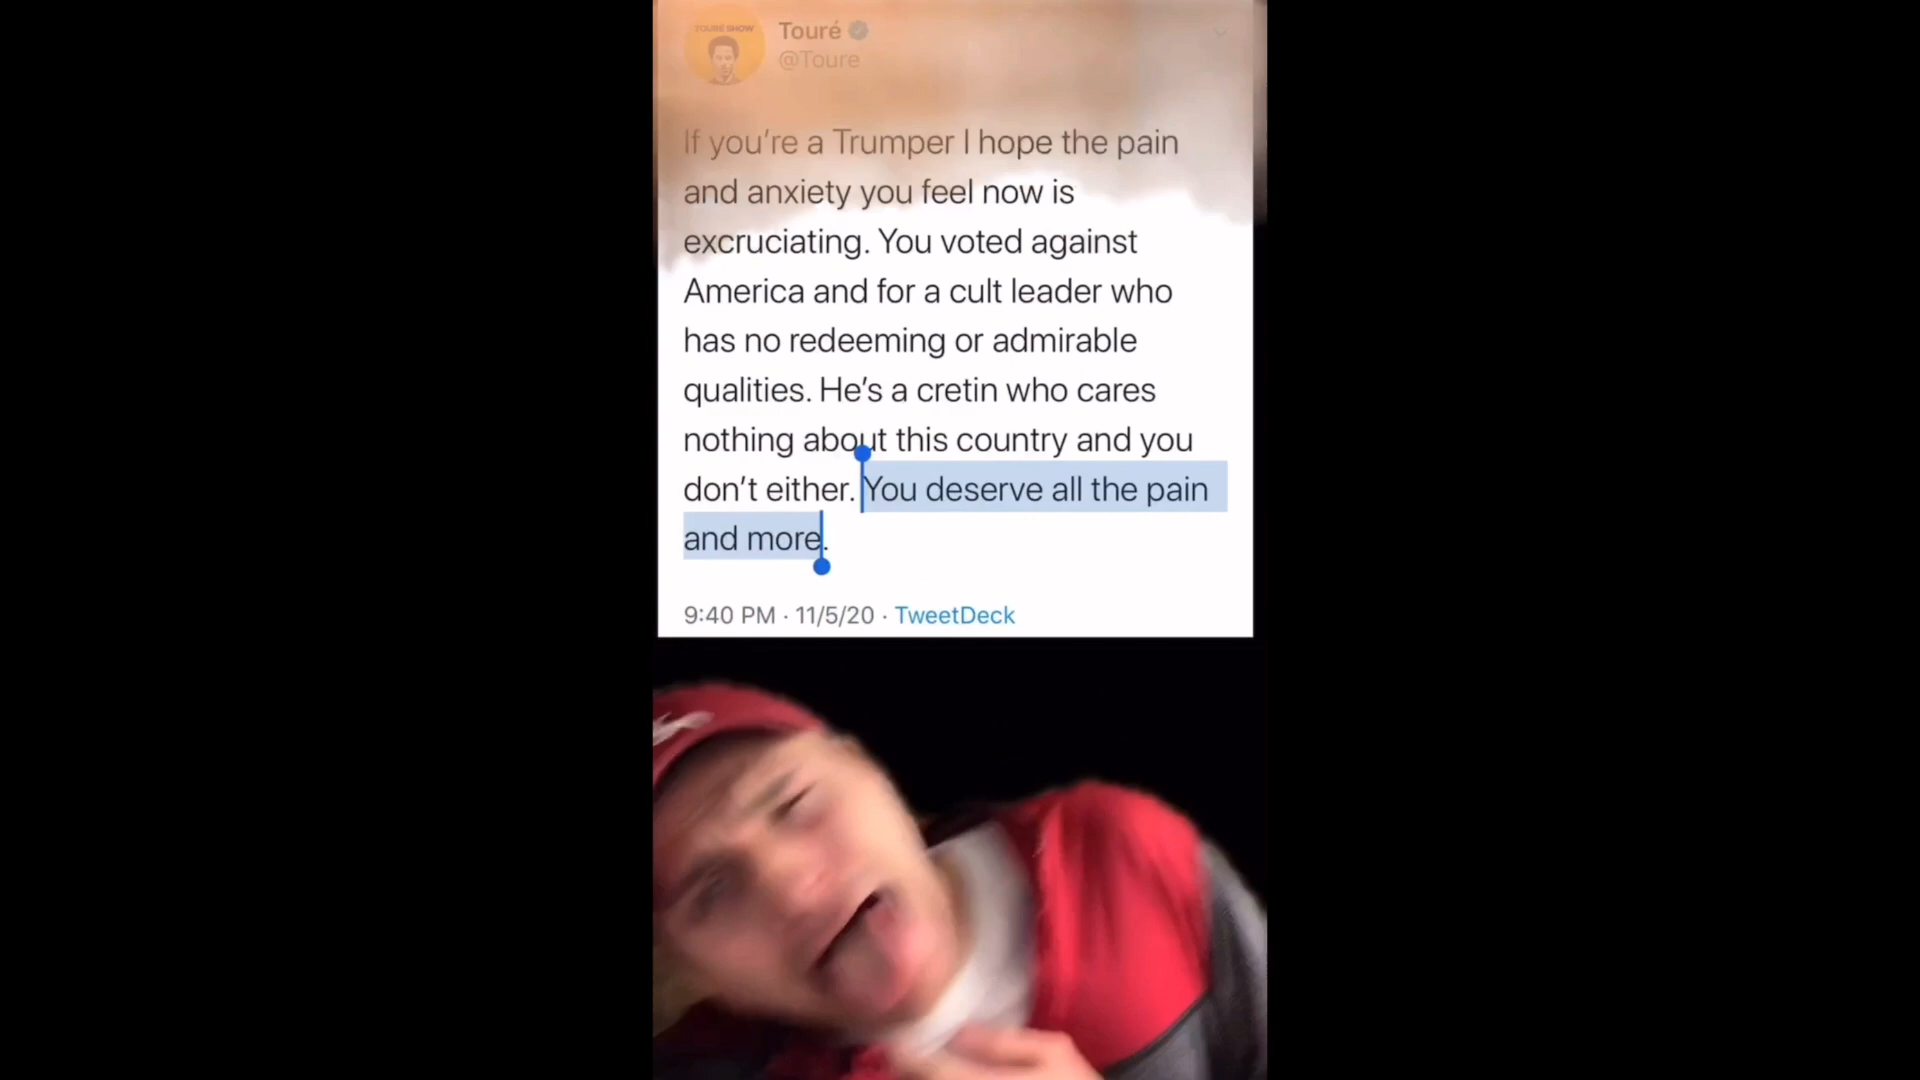 TOURÉ SHOW
Touré
@Toure
If you’re a Trumper I hope the pain
and anxiety you feel now is
excruciating. You voted against
America and for a cult leader who
has no redeeming or admirable
qualities. He’s a cretin who cares
nothing about this country and you
don’t either. You deserve all the pain
and more.
9:40 PM · 11/5/20 · TweetDeck